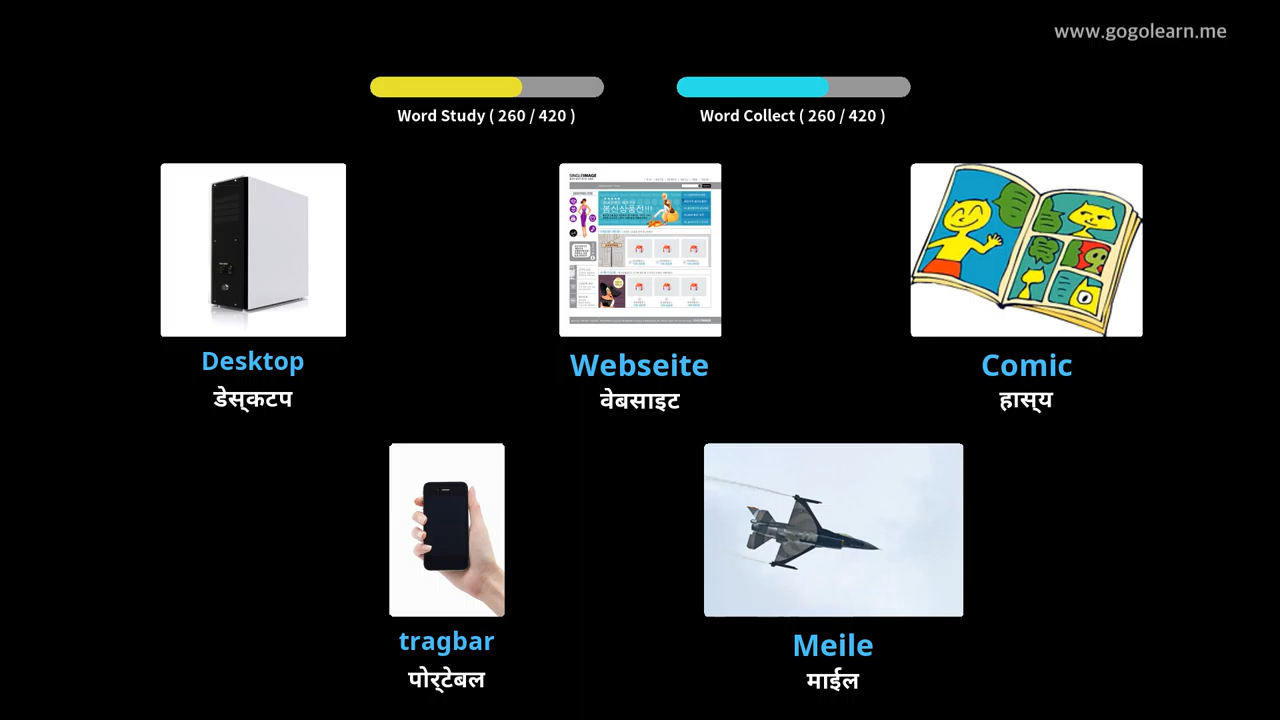 www.gogolearn.me
Word Study ( 260 / 420 )
Word Collect ( 260 / 420 )
Desktop
डेस्कटप
Webseite
वेबसाइट
Comic
हास्य
tragbar
पोर्टेबल
Meile
माईल